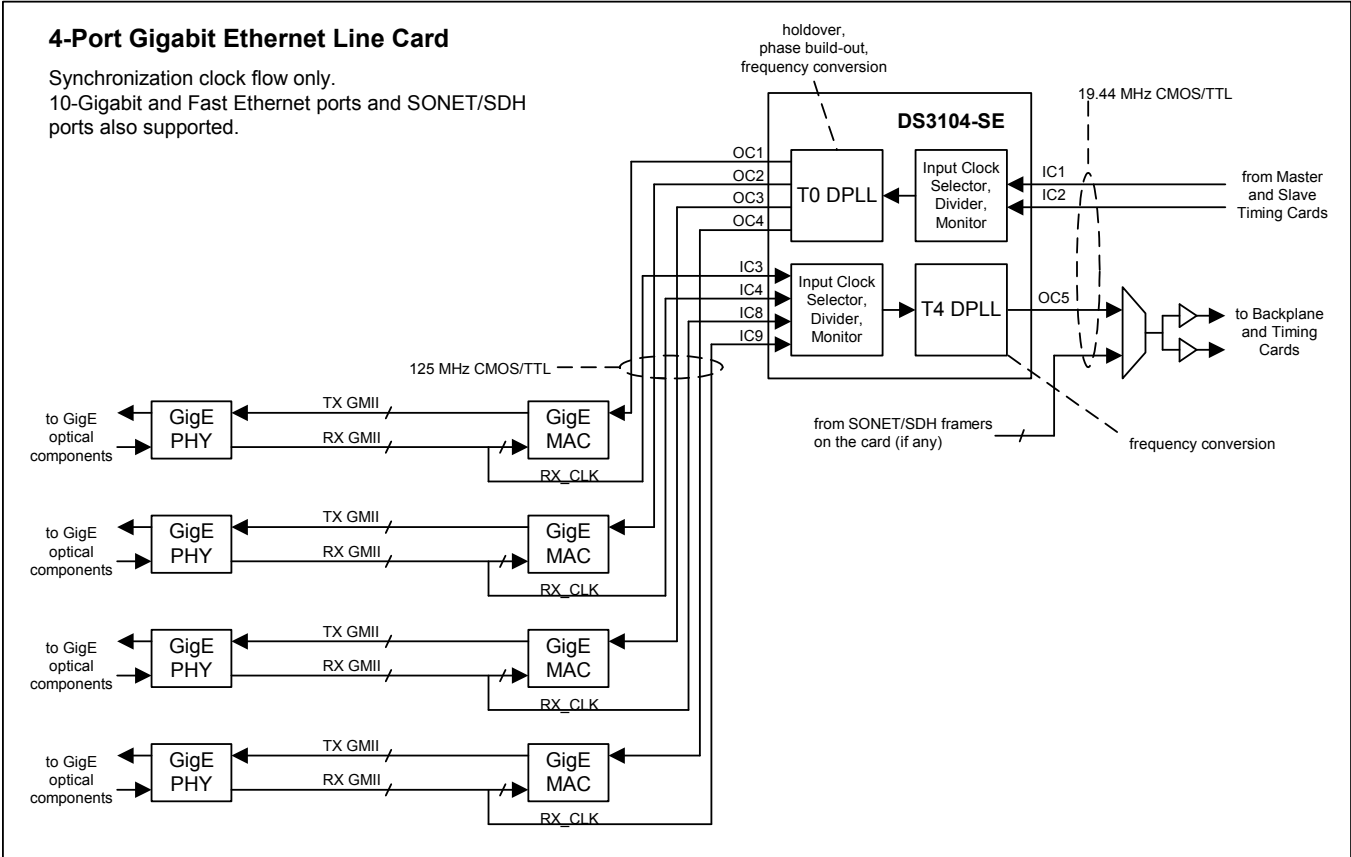 4-Port Gigabit Ethernet Line Card
Synchronization clock flow only.
10-Gigabit and Fast Ethernet ports and SONET/SDH
ports also supported.
holdover,
phase build-out,
frequency conversion
19.44 MHz CMOS/TTL
DS3104-SE
OC1
OC2
OC3
OC4
T0 DPLL
Input Clock
Selector,
Divider,
Monitor
IC1
IC2
from Master
and Slave
Timing Cards
IC3
IC4
IC8
IC9
Input Clock
Selector,
Divider,
Monitor
T4 DPLL
OC5
to Backplane
and Timing
Cards
125 MHz CMOS/TTL
from SONET/SDH framers
on the card (if any)
frequency conversion
to GigE
optical
components
GigE
PHY
TX GMII
RX GMII
GigE
MAC
RX_CLK
to GigE
optical
components
GigE
PHY
TX GMII
RX GMII
GigE
MAC
RX_CLK
to GigE
optical
components
GigE
PHY
TX GMII
RX GMII
GigE
MAC
RX_CLK
to GigE
optical
components
GigE
PHY
TX GMII
RX GMII
GigE
MAC
RX_CLK